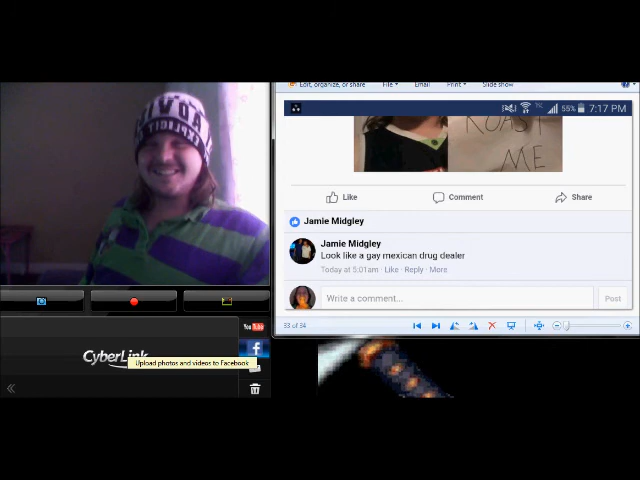 Edit, organize, or share File Email Print Slide show
55% 7:17 PM
ROAST
ME
Like Comment Share
Jamie Midgley
Jamie Midgley
Look like a gay mexican drug dealer
Today at 5:01am · Like · Reply · More
Write a comment... Post
33 of 34
EXPLICIT
You Tube
f
CyberLink
Upload photos and videos to Facebook